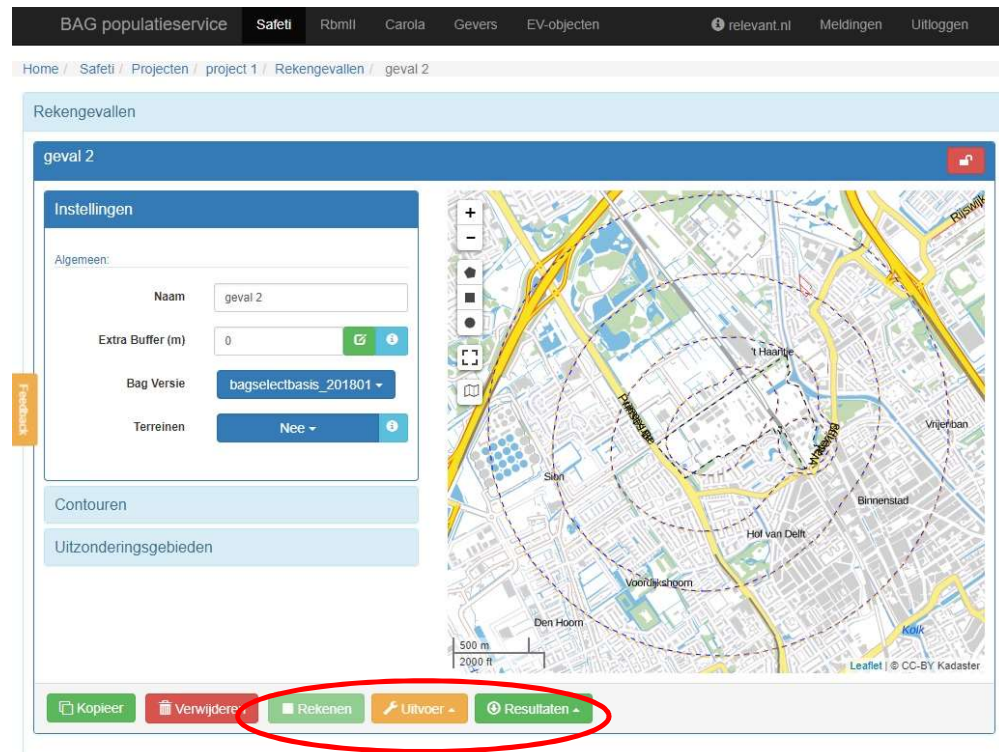 BAG populatieservice Safeti RbmII Carola Gevers EV-objecten relevant.nl Meldingen Uitloggen
Home / Safeti / Projecten / project 1 / Rekengevallen / geval 2
Rekengevallen
geval 2
Instellingen
Algemeen:
Naam geval 2
Extra Buffer (m) 0
Bag Versie bagselectbasis_201801
Terreinen Nee
Contouren
Uitzonderingsgebieden
Feedback
+
−
Rijswijk
't Haantje
Vrijenban
Sion
Binnenstad
Hof van Delft
Voordijkshoorn
Den Hoorn
Kolk
500 m
2000 ft
Leaflet | © CC-BY Kadaster
Kopieer Verwijderen Rekenen Uitvoer Resultaten